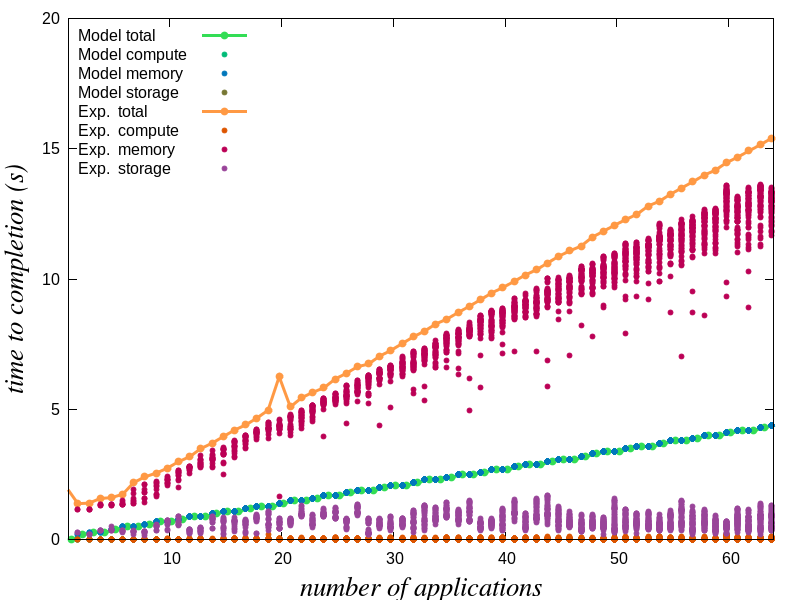 20
15
10
5
0
Model total
Model compute
Model memory
Model storage
Exp. total
Exp. compute
Exp. memory
Exp. storage
time to completion (s)
10
20
30
40
50
60
number of applications